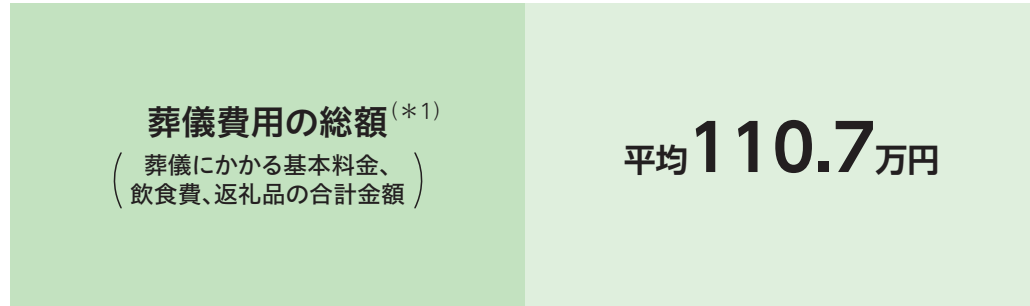 葬儀費用の総額(*1)
(葬儀にかかる基本料金、
飲食費、返礼品の合計金額)
平均110.7万円